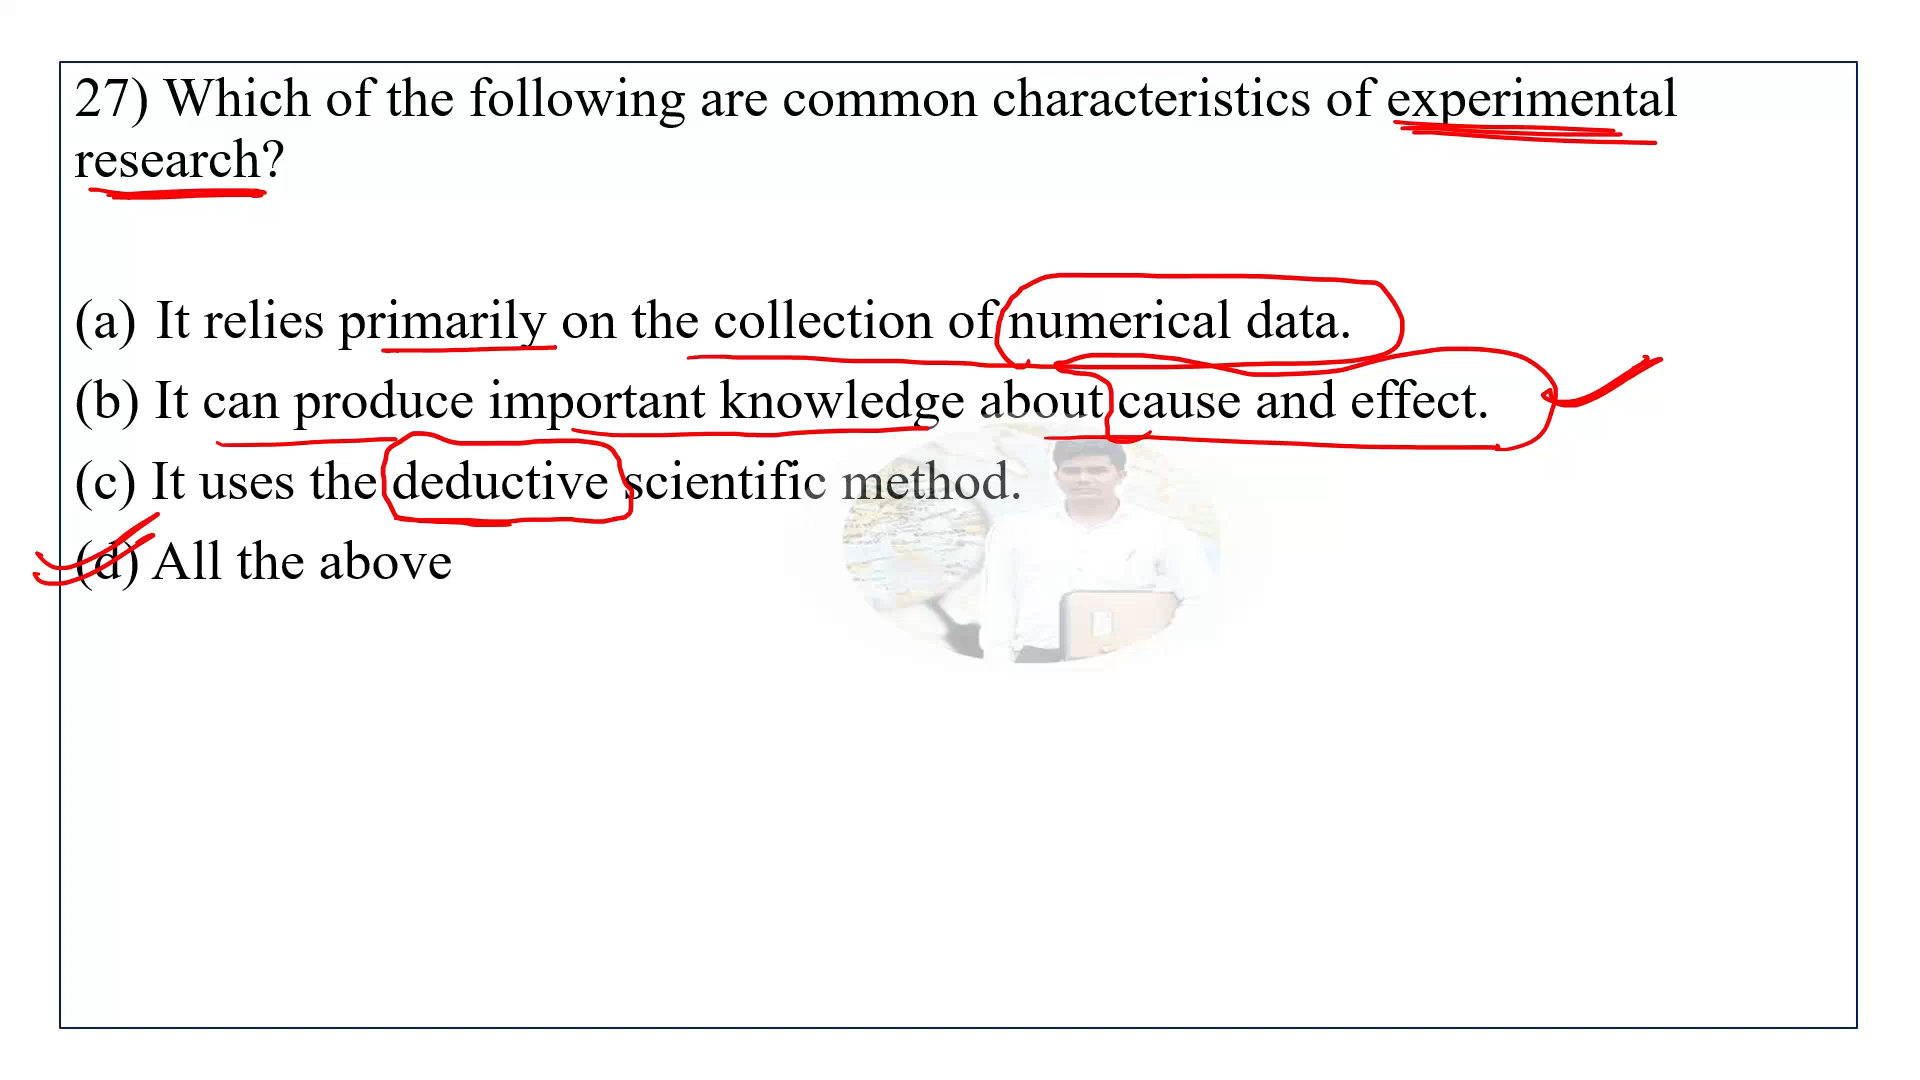 27) Which of the following are common characteristics of experimental
research?
(a) It relies primarily on the collection of numerical data.
(b) It can produce important knowledge about cause and effect.
(c) It uses the deductive scientific method.
(d) All the above